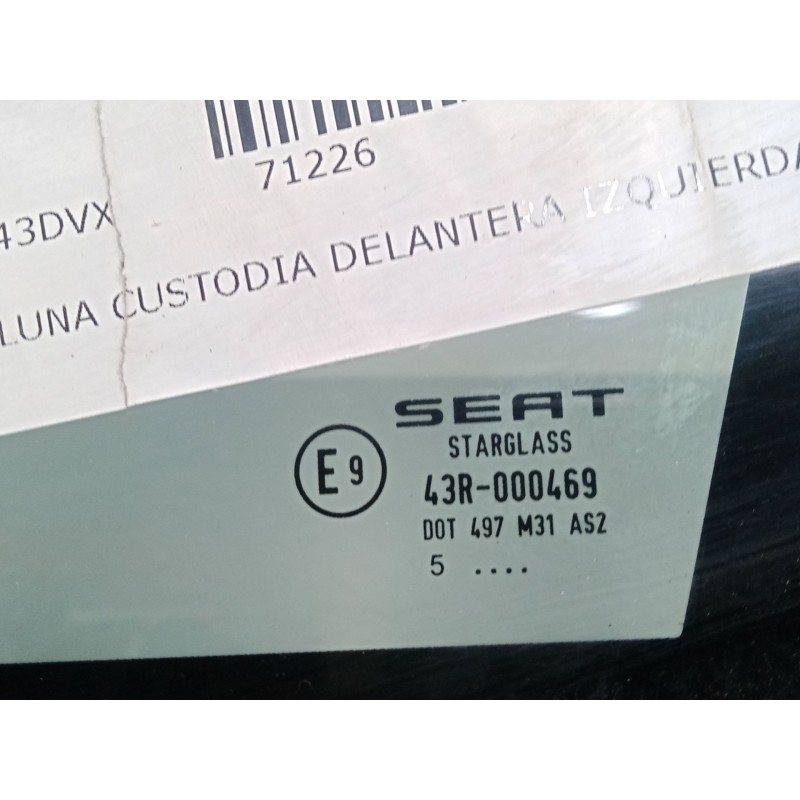 71226
43DVX
LUNA CUSTODIA DELANTERA IZQUIERDA
SEAT
STARGLASS
E9
43R-000469
DOT 497 M31 AS2
5 ....